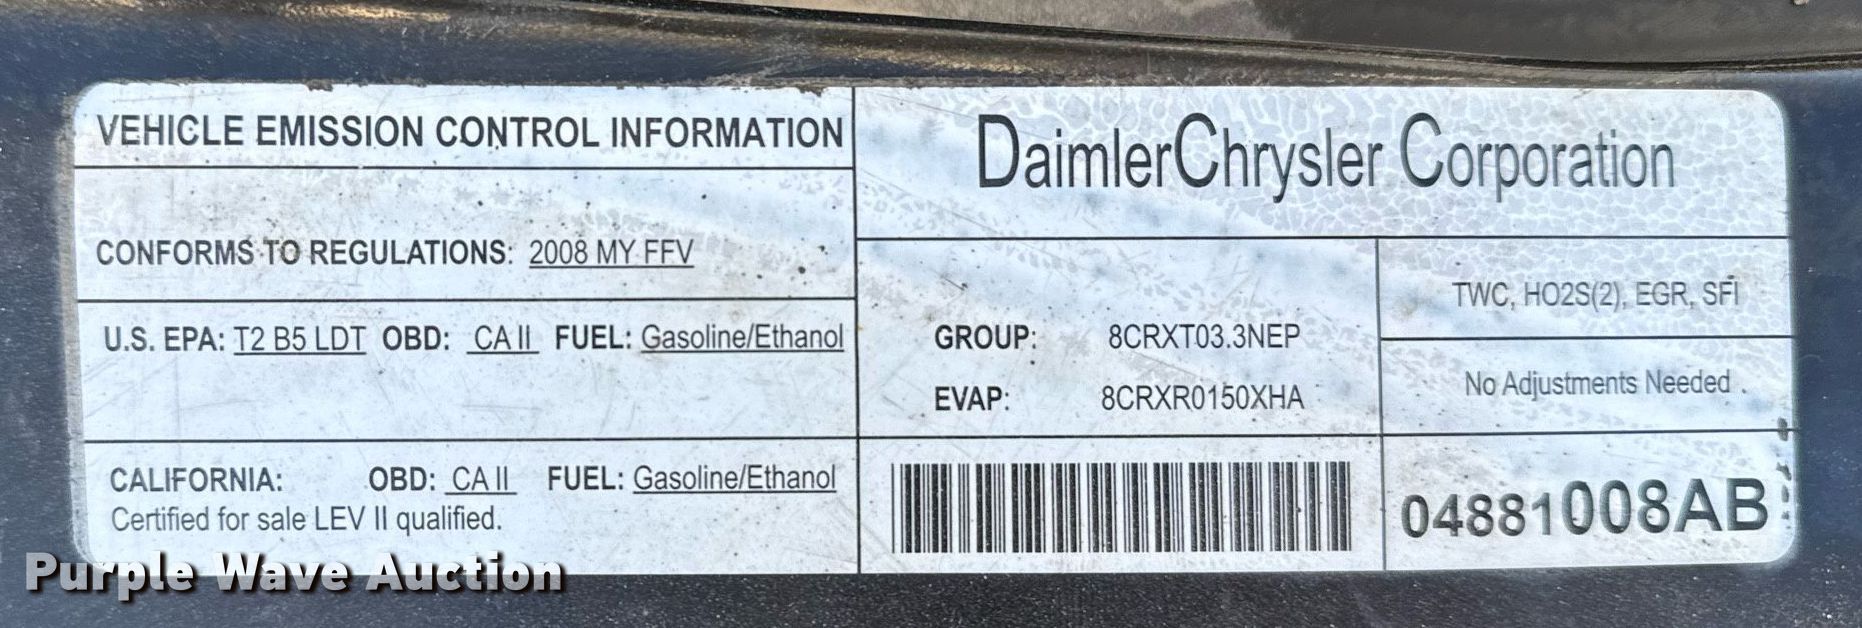 VEHICLE EMISSION CONTROL INFORMATION
CONFORMS TO REGULATIONS: 2008 MY FFV
U.S. EPA: T2 B5 LDT OBD: CA II FUEL: Gasoline/Ethanol
CALIFORNIA: OBD: CA II FUEL: Gasoline/Ethanol
Certified for sale LEV II qualified.
DaimlerChrysler Corporation
GROUP: 8CRXT03.3NEP
EVAP: 8CRXR0150XHA
TWC, HO2S(2), EGR, SFI
No Adjustments Needed .
04881008AB
Purple Wave Auction